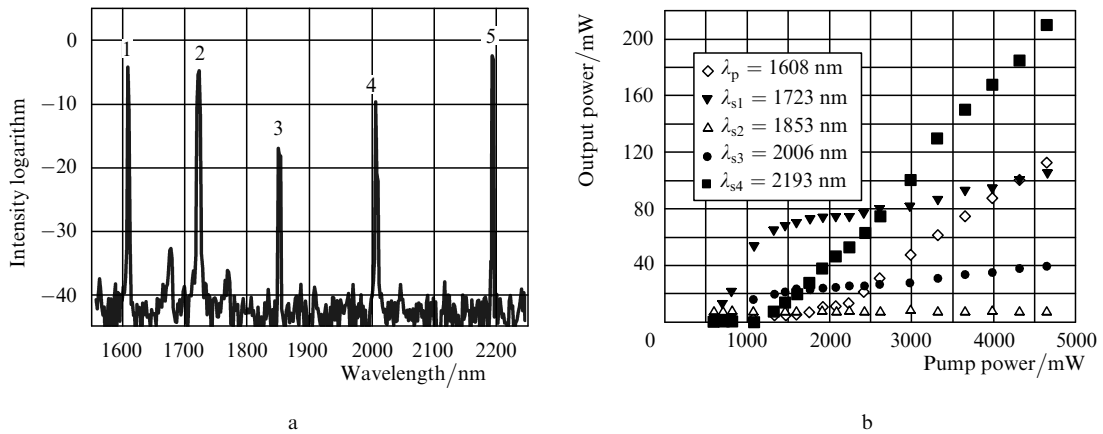 Intensity logarithm
0
−10
−20
−30
−40
1
2
3
4
5
1600 1700 1800 1900 2000 2100 2200
Wavelength/nm
a
Output power/mW
200
160
120
80
40
λp = 1608 nm
λs1 = 1723 nm
λs2 = 1853 nm
λs3 = 2006 nm
λs4 = 2193 nm
0 1000 2000 3000 4000 5000
Pump power/mW
b